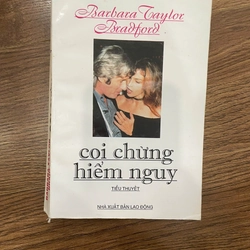 Barbara Taylor
Bradford
coi chừng
hiểm nguy
TIỂU THUYẾT
NHÀ XUẤT BẢN LAO ĐỘNG